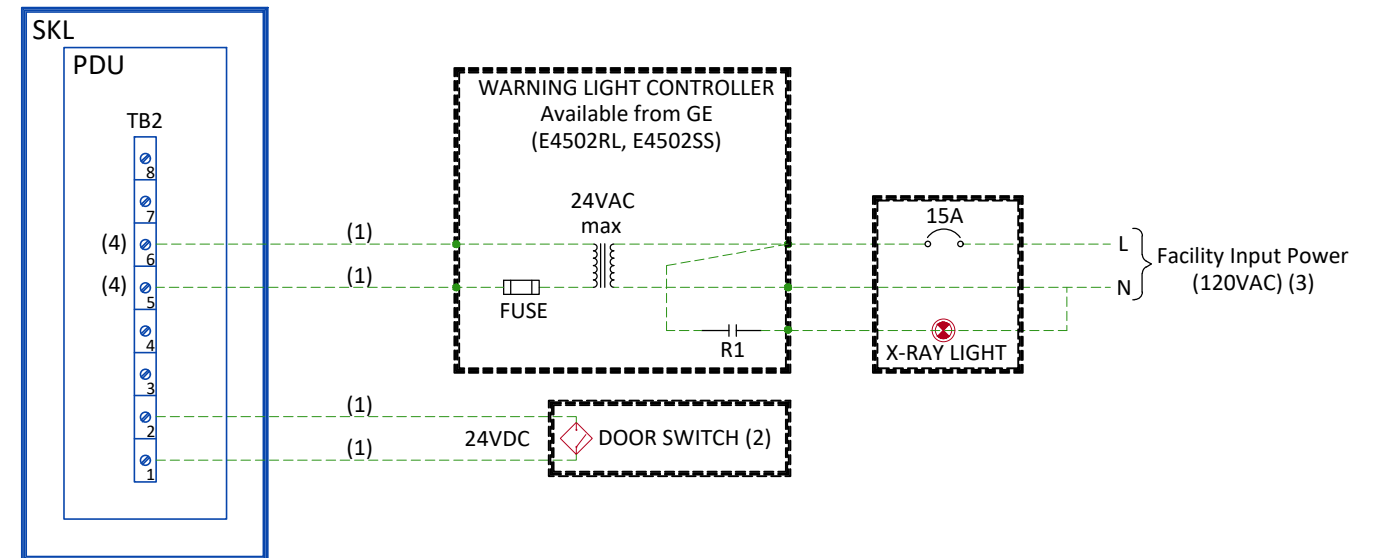 SKL
PDU
TB2
8
7
6
5
4
3
2
1
(4)
(4)
(1)
(1)
(1)
(1)
WARNING LIGHT CONTROLLER
Available from GE
(E4502RL, E4502SS)
24VAC
max
FUSE
R1
15A
X-RAY LIGHT
L
N
Facility Input Power
(120VAC) (3)
24VDC
DOOR SWITCH (2)